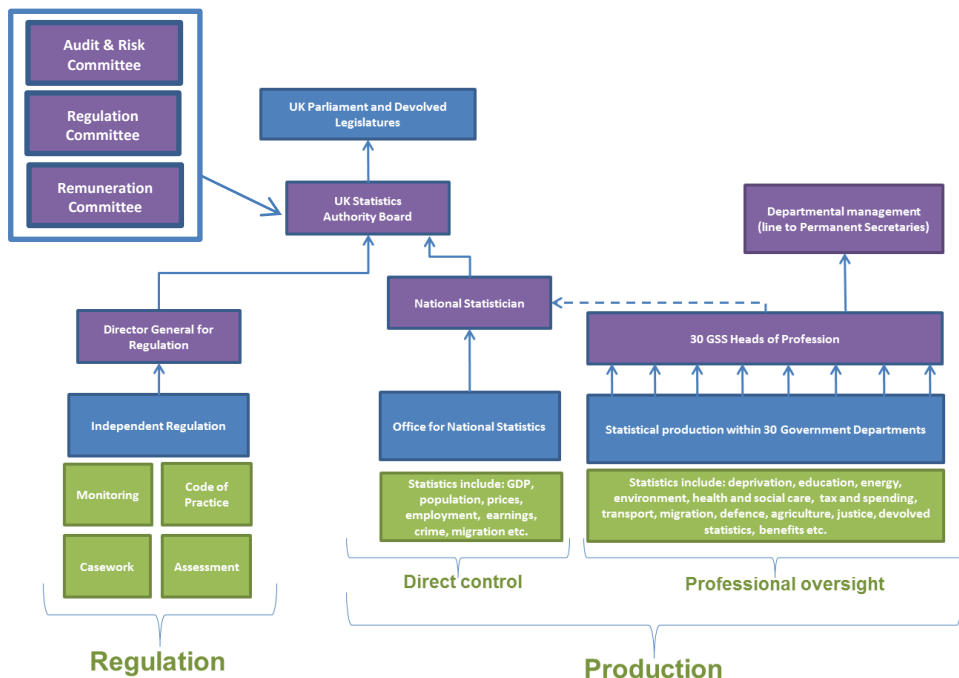 Audit & Risk
Committee
Regulation
Committee
Remuneration
Committee
UK Parliament and Devolved
Legislatures
UK Statistics
Authority Board
Departmental management
(line to Permanent Secretaries)
National Statistician
Director General for
Regulation
30 GSS Heads of Profession
Independent Regulation
Office for National Statistics
Statistical production within 30 Government Departments
Monitoring
Code of
Practice
Casework
Assessment
Statistics include: GDP,
population, prices,
employment, earnings,
crime, migration etc.
Statistics include: deprivation, education, energy,
environment, health and social care, tax and spending,
transport, migration, defence, agriculture, justice, devolved
statistics, benefits etc.
Direct control
Professional oversight
Regulation
Production